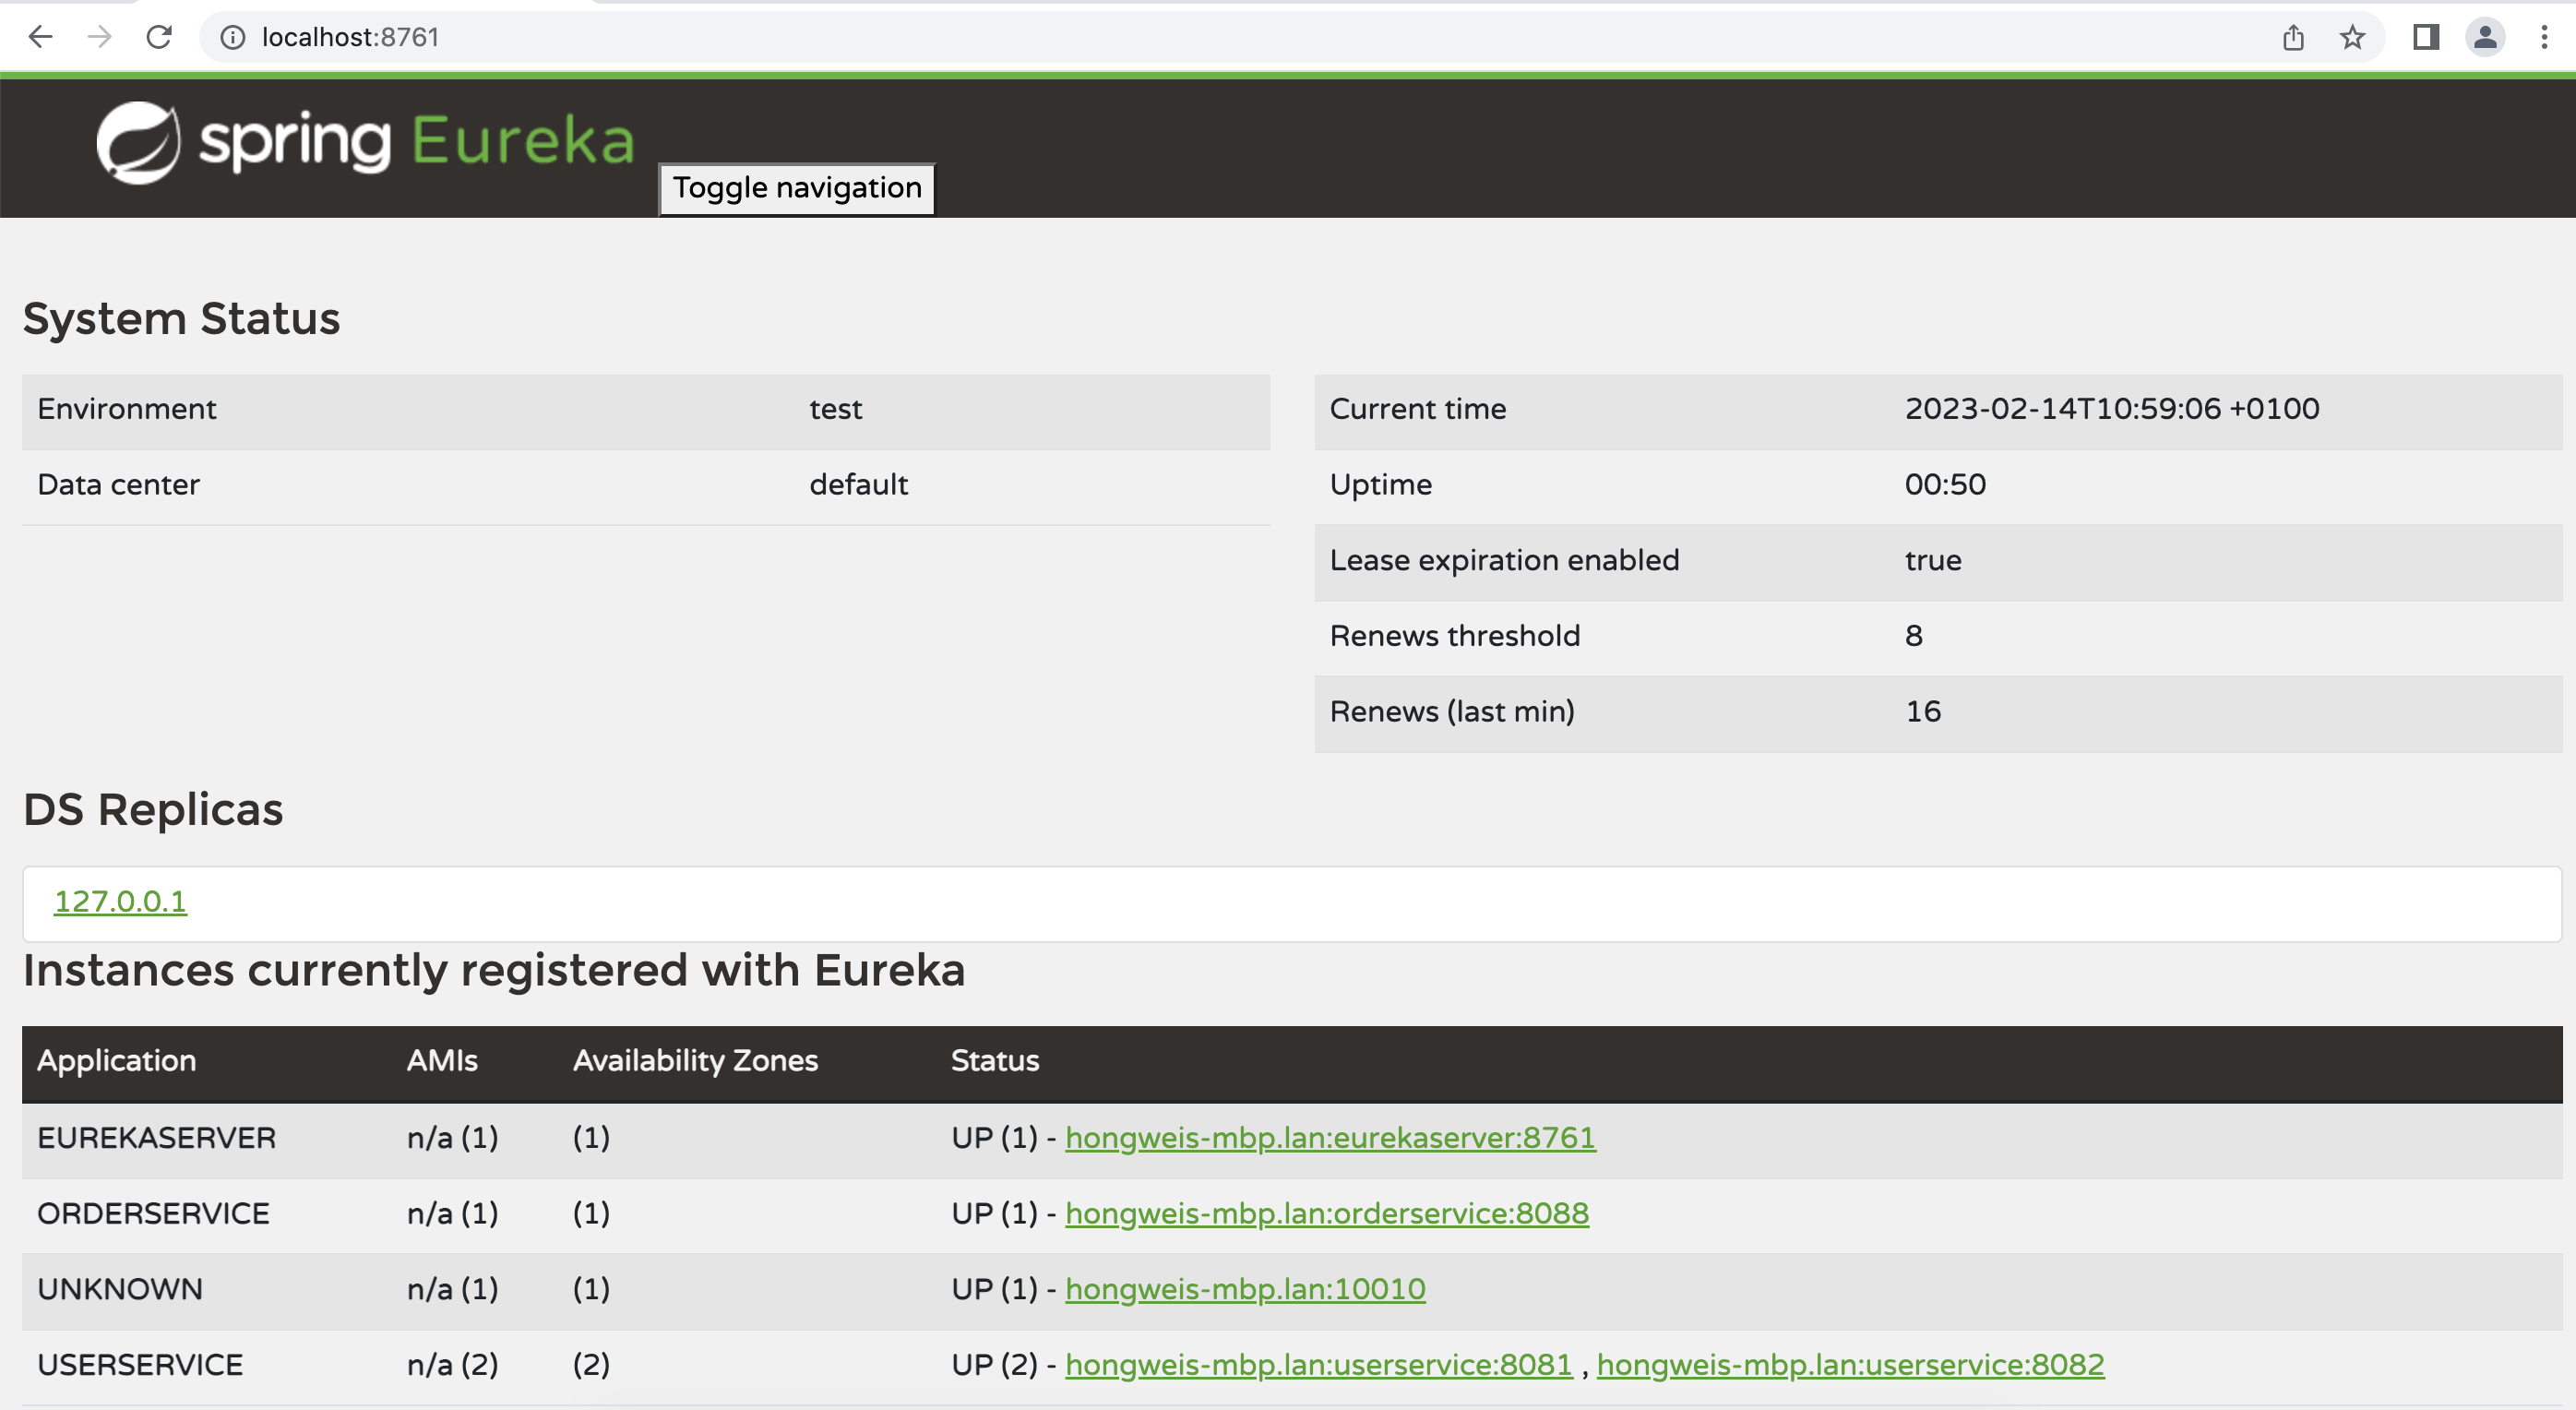 localhost:8761
spring Eureka
Toggle navigation
System Status
Environment test
Data center default
Current time 2023-02-14T10:59:06 +0100
Uptime 00:50
Lease expiration enabled true
Renews threshold 8
Renews (last min) 16
DS Replicas
127.0.0.1
Instances currently registered with Eureka
Application AMIs Availability Zones Status
EUREKASERVER n/a (1) (1) UP (1) - hongweis-mbp.lan:eurekaserver:8761
ORDERSERVICE n/a (1) (1) UP (1) - hongweis-mbp.lan:orderservice:8088
UNKNOWN n/a (1) (1) UP (1) - hongweis-mbp.lan:10010
USERSERVICE n/a (2) (2) UP (2) - hongweis-mbp.lan:userservice:8081 , hongweis-mbp.lan:userservice:8082